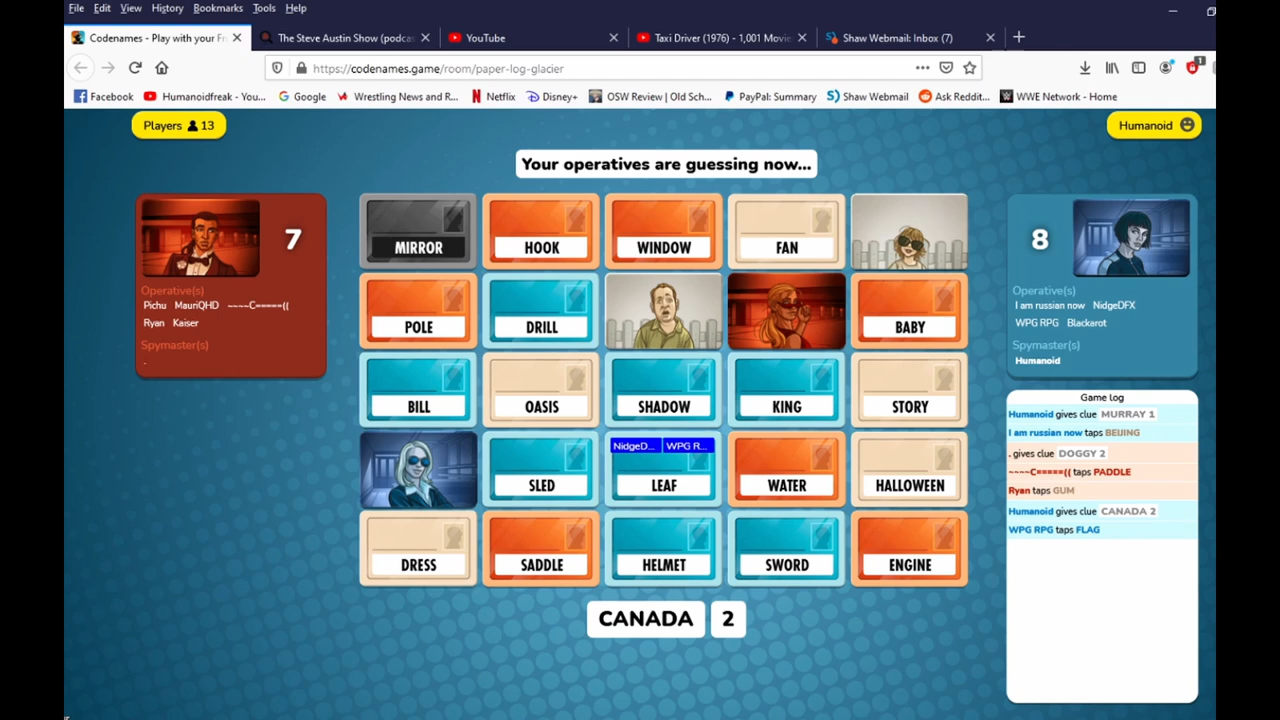 File Edit View History Bookmarks Tools Help
Codenames - Play with your Fr
The Steve Austin Show (podcas
YouTube
Taxi Driver (1976) - 1,001 Movie
Shaw Webmail: Inbox (7)
https://codenames.game/room/paper-log-glacier
1
Facebook
Humanoidfreak - You...
Google
Wrestling News and R...
Netflix
Disney+
OSW Review | Old Sch...
PayPal: Summary
Shaw Webmail
Ask Reddit...
WWE Network - Home
Players 13
Humanoid
Your operatives are guessing now...
7
Operative(s)
Pichu MauriQHD ~~~~C=====((
Ryan Kaiser
Spymaster(s)
.
MIRROR HOOK WINDOW FAN
POLE DRILL BABY
BILL OASIS SHADOW KING STORY
NidgeD... WPG R...
SLED LEAF WATER HALLOWEEN
DRESS SADDLE HELMET SWORD ENGINE
CANADA 2
8
Operative(s)
I am russian now NidgeDFX
WPG RPG Blackarot
Spymaster(s)
Humanoid
Game log
Humanoid gives clue MURRAY 1
I am russian now taps BEIJING
. gives clue DOGGY 2
~~~~C=====(( taps PADDLE
Ryan taps GUM
Humanoid gives clue CANADA 2
WPG RPG taps FLAG